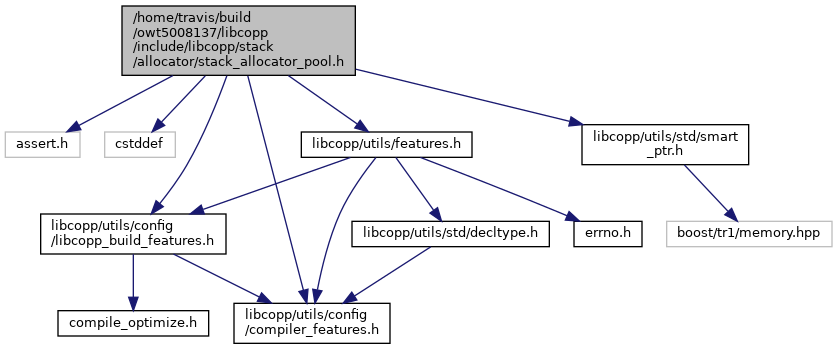 /home/travis/build
/owt5008137/libcopp
/include/libcopp/stack
/allocator/stack_allocator_pool.h
assert.h
cstddef
libcopp/utils/features.h
libcopp/utils/std/smart
_ptr.h
libcopp/utils/config
/libcopp_build_features.h
libcopp/utils/std/decltype.h
errno.h
boost/tr1/memory.hpp
compile_optimize.h
libcopp/utils/config
/compiler_features.h